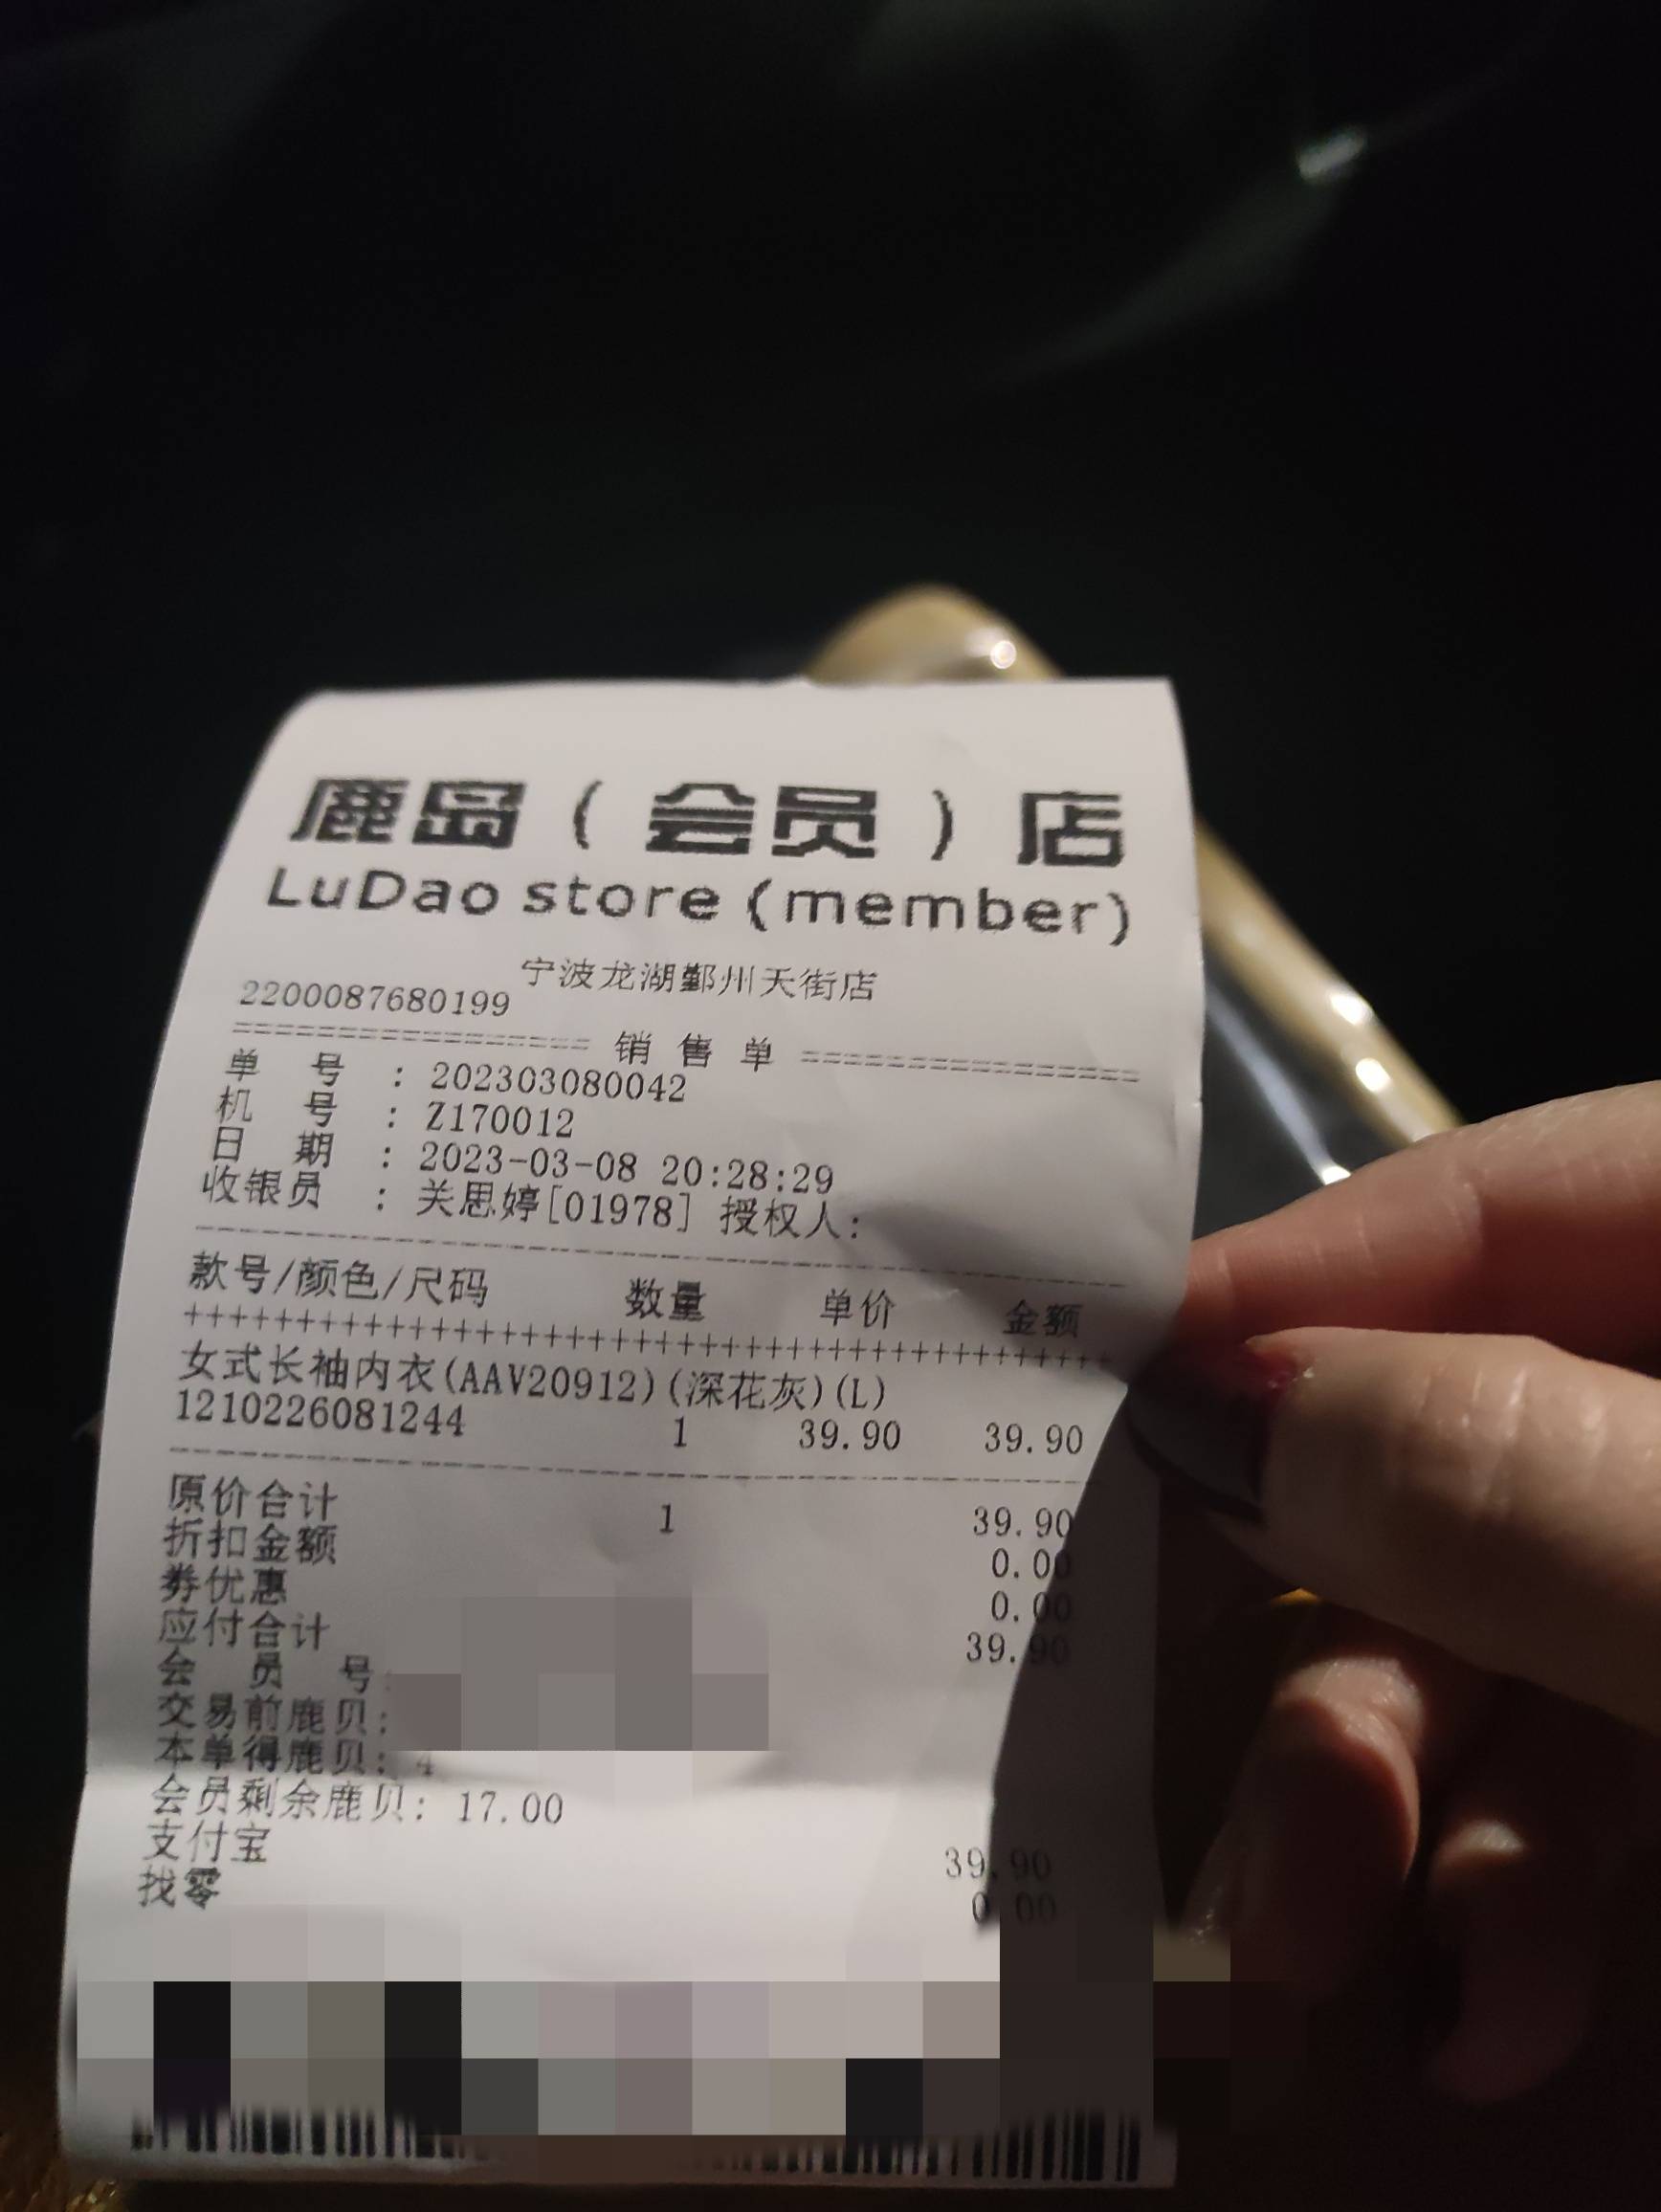 鹿岛(会员)店
LuDao store (member)
宁波龙湖鄞州天街店
2200087680199
================= 销 售 单 ================
单 号 : 202303080042
机 号 : Z170012
日 期 : 2023-03-08 20:28:29
收银员 : 关思婷[01978] 授权人:
款号/颜色/尺码 数量 单价 金额
++++++++++++++++++++++++++++++++++++++++
女式长袖内衣(AAV20912)(深花灰)(L)
1210226081244 1 39.90 39.90
原价合计 1 39.90
折扣金额 0.00
券优惠 0.00
应付合计 39.90
会 员 号:
交易前鹿贝:
本单得鹿贝: 4
会员剩余鹿贝: 17.00
支付宝 39.90
找零 0.00